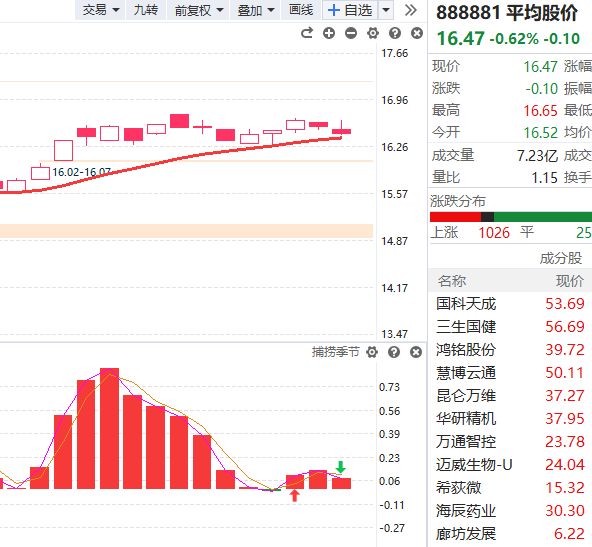 交易 九转 前复权 叠加 画线 自选
888881 平均股价
16.47 -0.62% -0.10
现价 16.47 涨幅
涨跌 -0.10 振幅
最高 16.65 最低
今开 16.52 均价
成交量 7.23亿 成交
量比 1.15 换手
涨跌分布
上涨 1026 平 25
成分股
名称 现价
国科天成 53.69
三生国健 56.69
鸿铭股份 39.72
慧博云通 50.11
昆仑万维 37.27
华研精机 37.95
万通智控 23.78
迈威生物-U 24.04
希荻微 15.32
海辰药业 30.30
廊坊发展 6.22
17.66
16.96
16.26
15.57
14.87
14.17
13.47
16.02-16.07
捕捞季节
0.73
0.56
0.39
0.23
0.06
-0.11
-0.27